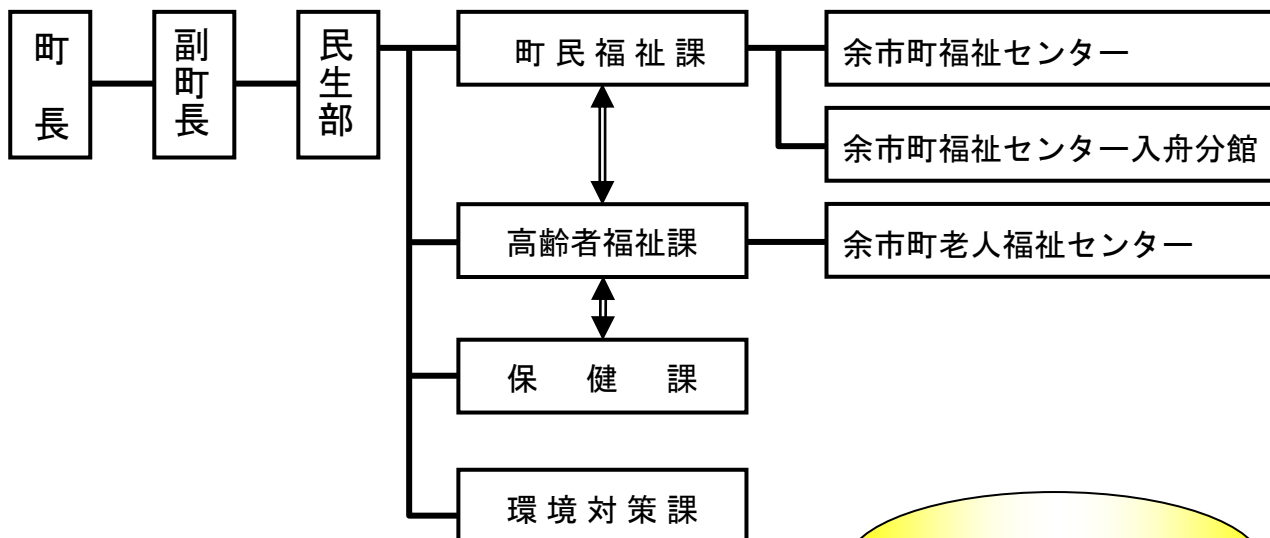 町長
副町長
民生部
町民福祉課
余市町福祉センター
余市町福祉センター入舟分館
高齢者福祉課
余市町老人福祉センター
保健課
環境対策課